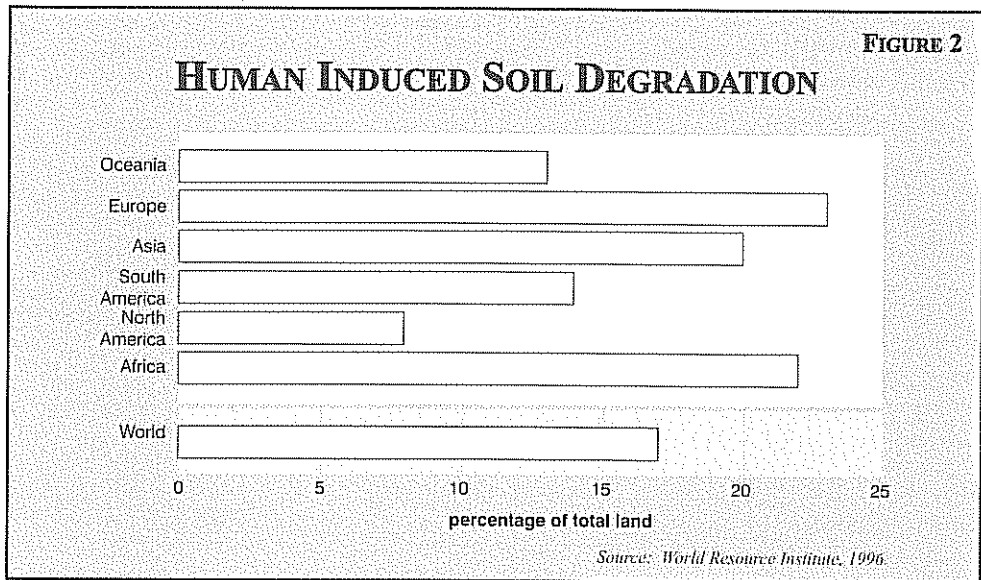 FIGURE 2
HUMAN INDUCED SOIL DEGRADATION
Oceania
Europe
Asia
South
America
North
America
Africa
World
0 5 10 15 20 25
percentage of total land
Source: World Resource Institute, 1996